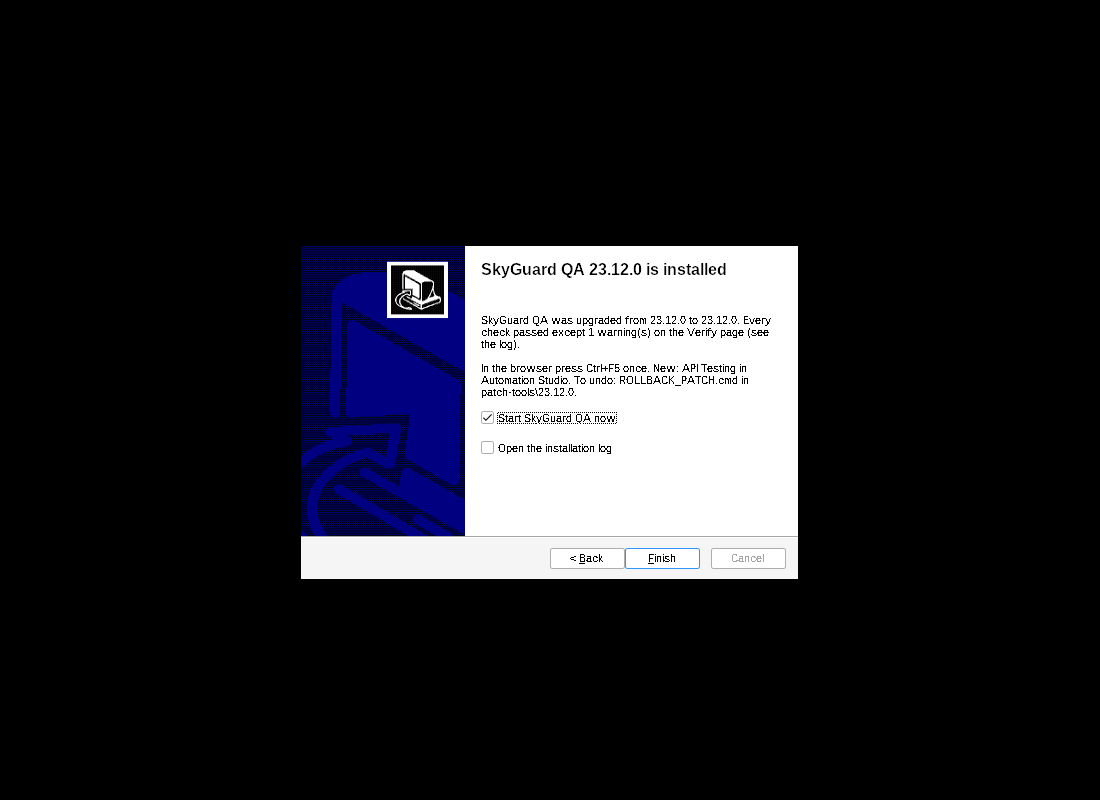 SkyGuard QA 23.12.0 is installed
SkyGuard QA was upgraded from 23.12.0 to 23.12.0. Every
check passed except 1 warning(s) on the Verify page (see
the log).
In the browser press Ctrl+F5 once. New: API Testing in
Automation Studio. To undo: ROLLBACK_PATCH.cmd in
patch-tools\23.12.0.
Start SkyGuard QA now
Open the installation log
< Back
Finish
Cancel